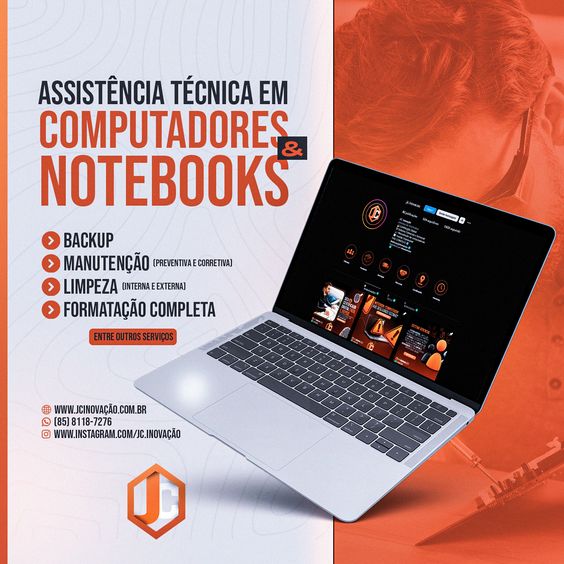 ASSISTÊNCIA TÉCNICA EM
COMPUTADORES
&
NOTEBOOKS
BACKUP
MANUTENÇÃO (PREVENTIVA E CORRETIVA)
LIMPEZA (INTERNA E EXTERNA)
FORMATAÇÃO COMPLETA
ENTRE OUTROS SERVIÇOS
WWW.JCINOVAÇÃO.COM.BR
(85) 8118-7276
WWW.INSTAGRAM.COM/JC.INOVAÇÃO
JC
JC